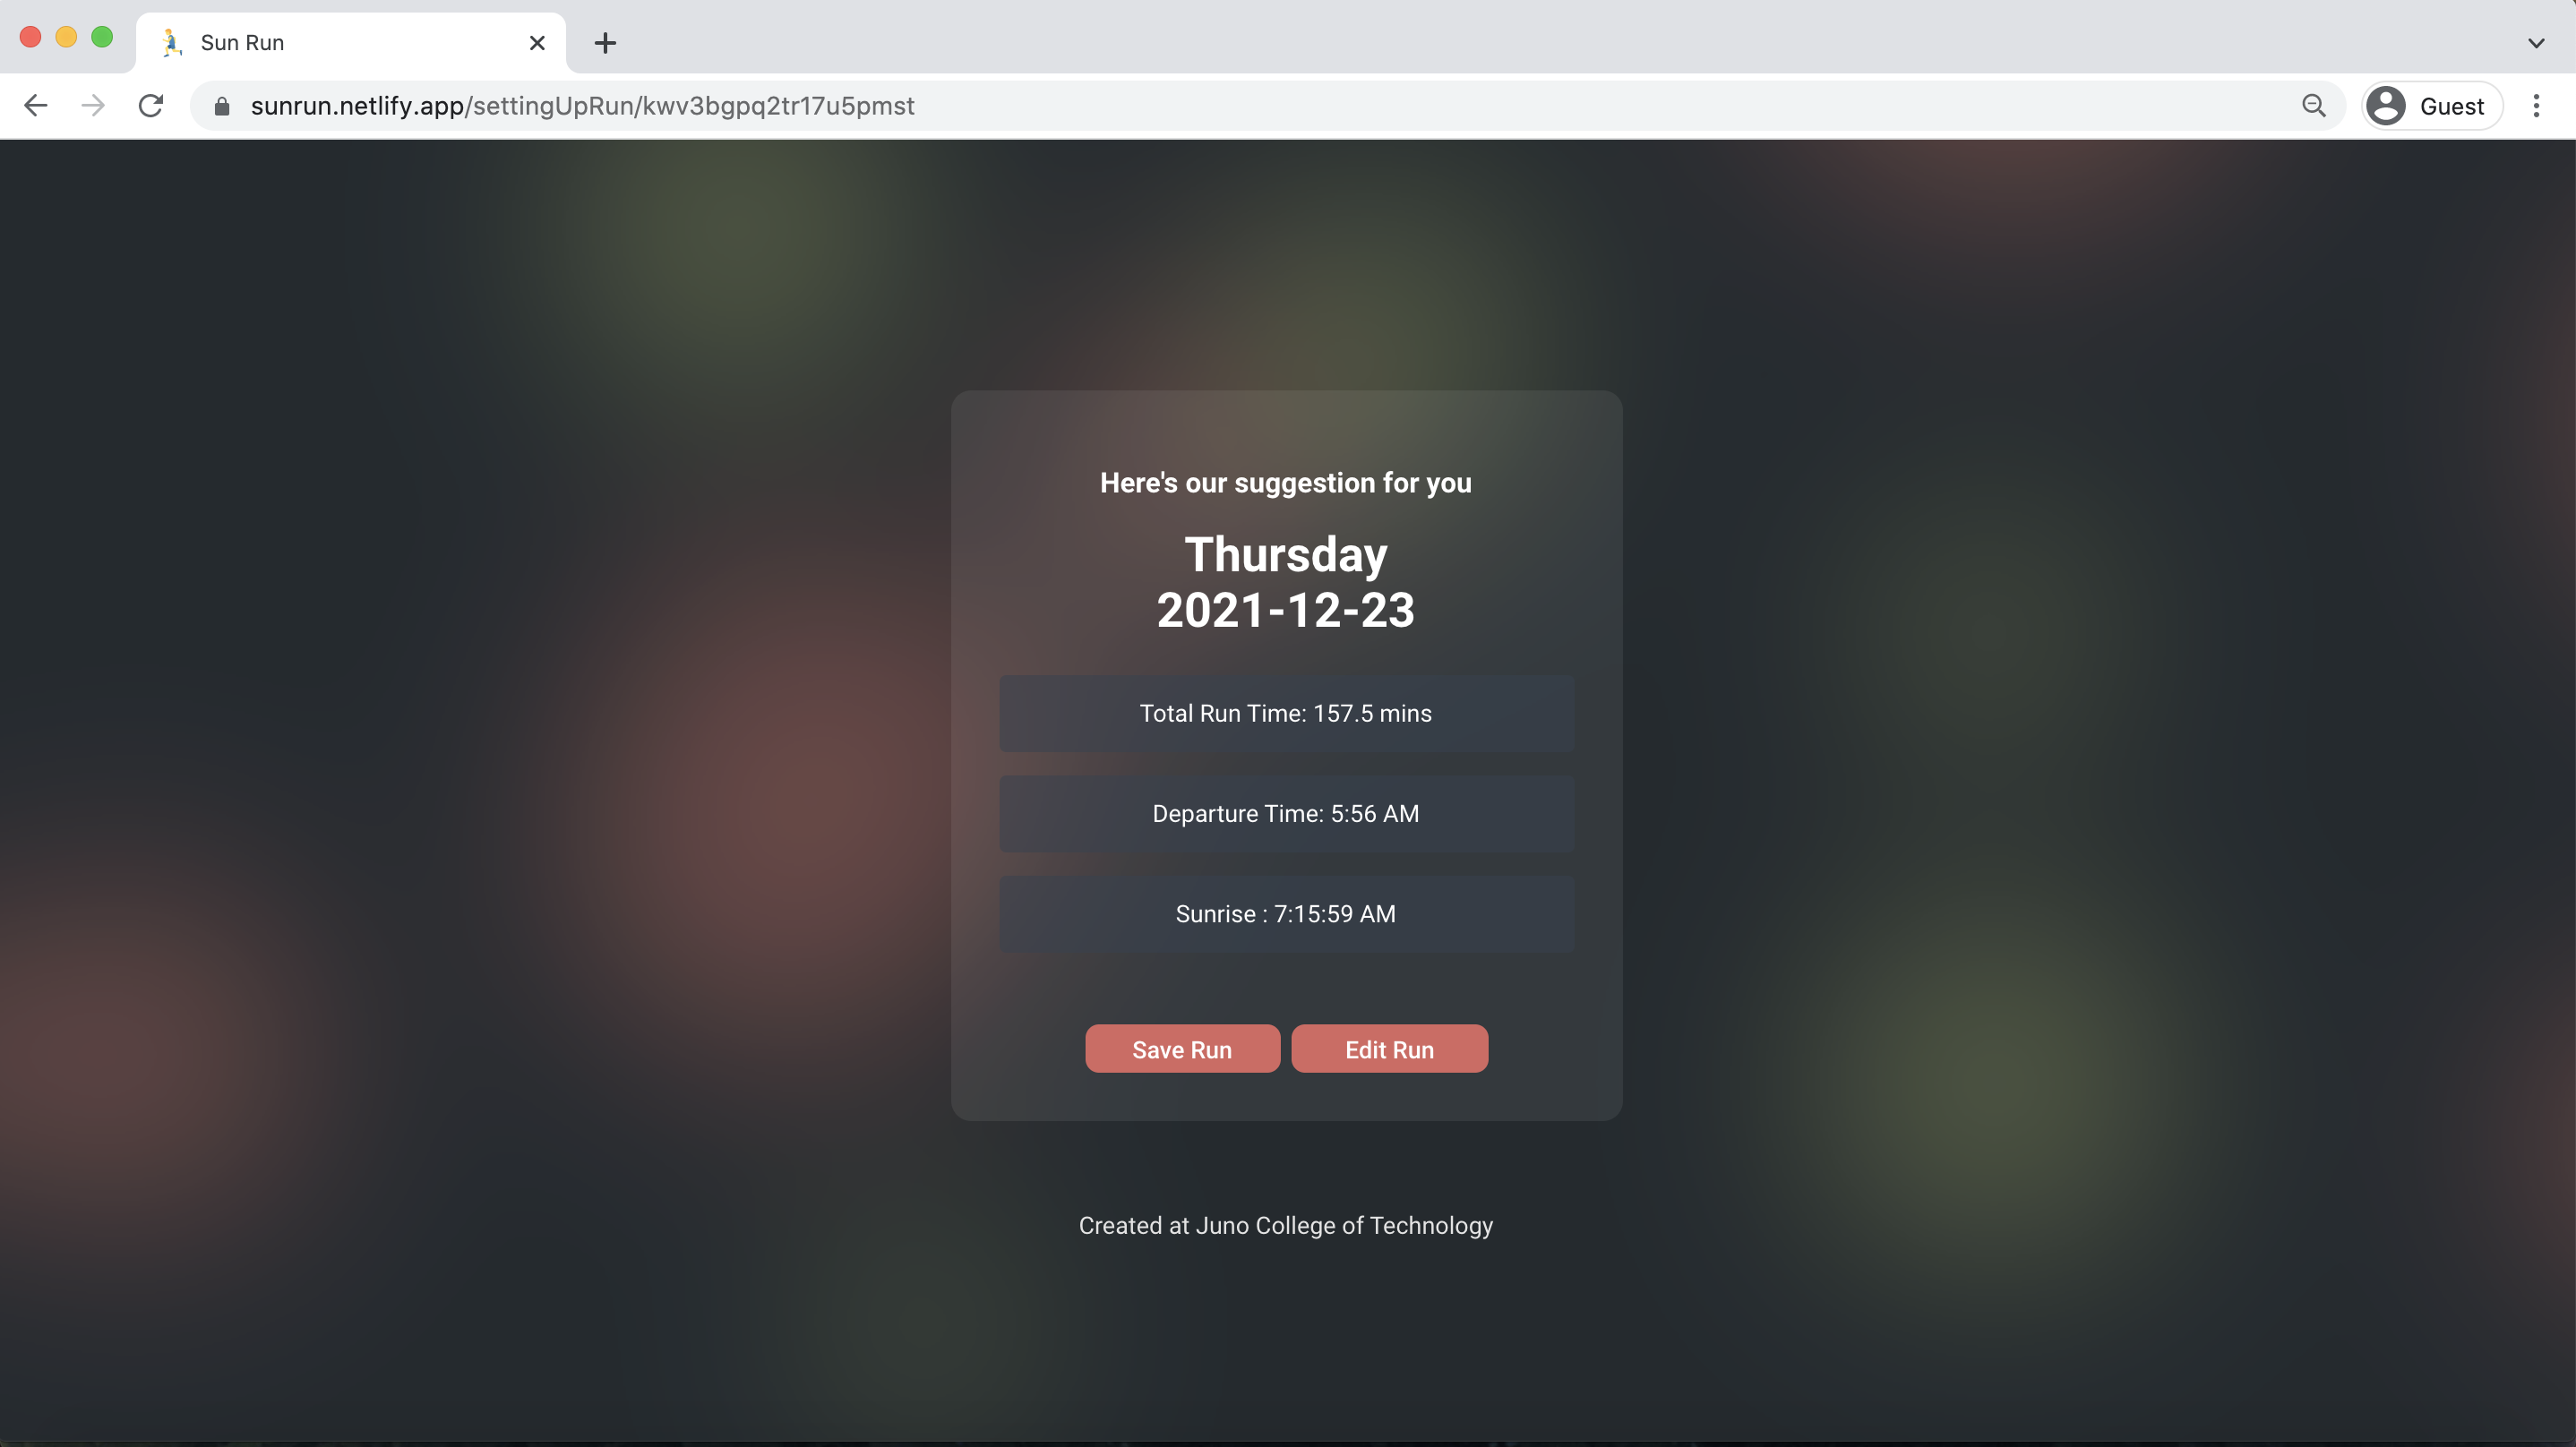 Sun Run
sunrun.netlify.app/settingUpRun/kwv3bgpq2tr17u5pmst
Guest
Here's our suggestion for you
Thursday
2021-12-23
Total Run Time: 157.5 mins
Departure Time: 5:56 AM
Sunrise : 7:15:59 AM
Save Run
Edit Run
Created at Juno College of Technology